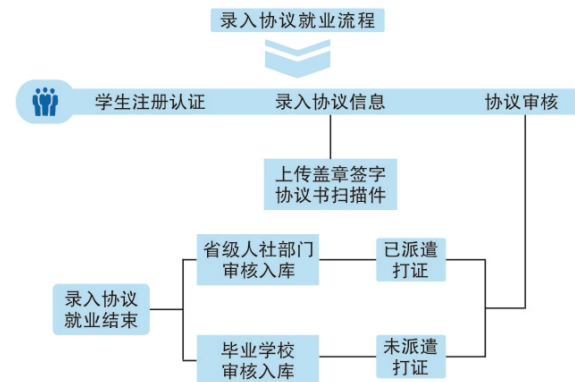 录入协议就业流程
学生注册认证 录入协议信息 协议审核
上传盖章签字
协议书扫描件
省级人社部门
审核入库
已派遣
打证
录入协议
就业结束
毕业学校
审核入库
未派遣
打证